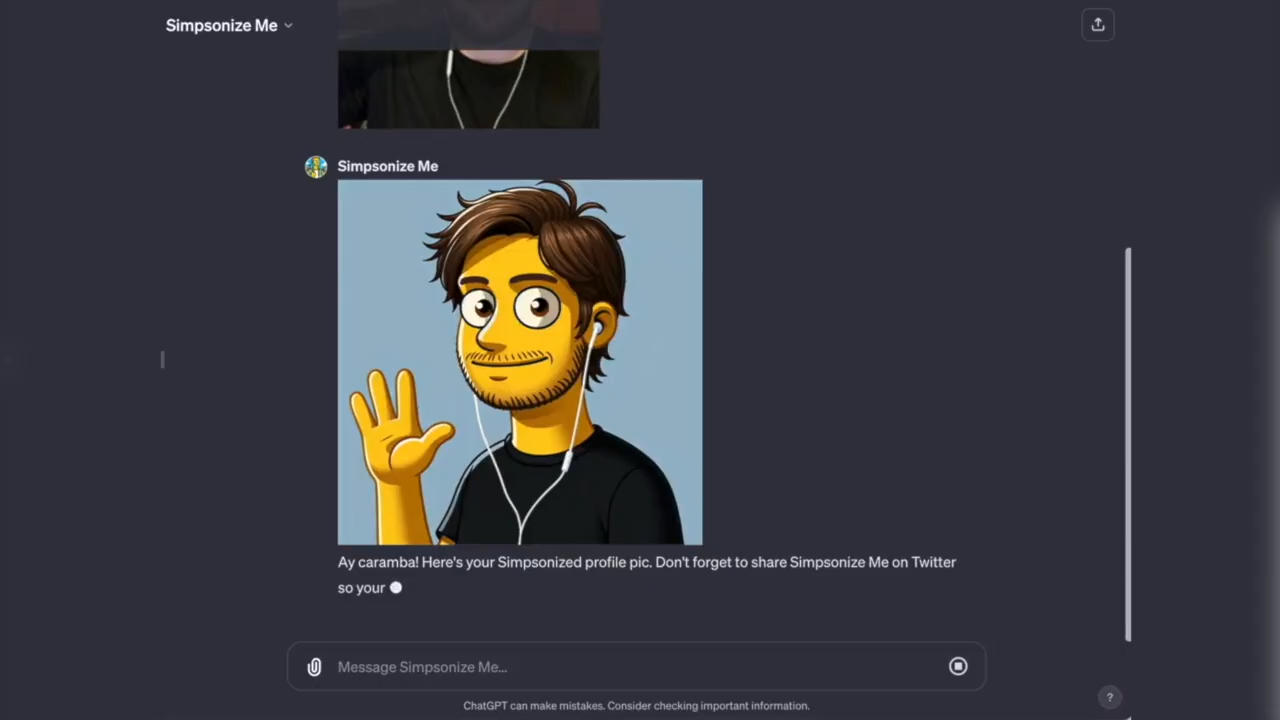 Simpsonize Me
Simpsonize Me
Ay caramba! Here's your Simpsonized profile pic. Don't forget to share Simpsonize Me on Twitter
so your
Message Simpsonize Me...
ChatGPT can make mistakes. Consider checking important information.
?